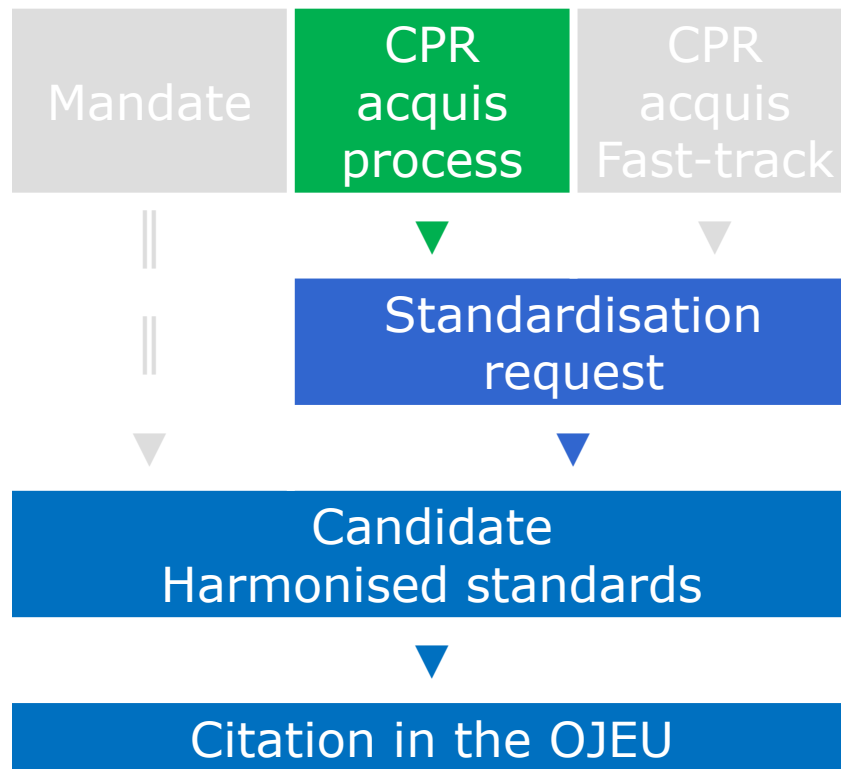 Mandate
CPR
acquis
process
CPR
acquis
Fast-track
Standardisation
request
Candidate
Harmonised standards
Citation in the OJEU